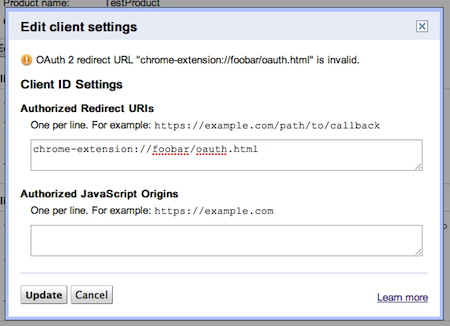 Product name: TestProduct
Edit client settings
OAuth 2 redirect URL "chrome-extension://foobar/oauth.html" is invalid.
Client ID Settings
Authorized Redirect URIs
One per line. For example: https://example.com/path/to/callback
chrome-extension://foobar/oauth.html
Authorized JavaScript Origins
One per line. For example: https://example.com
Update Cancel Learn more